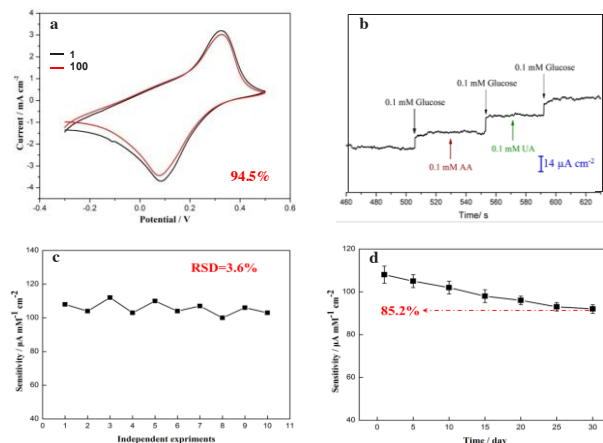 a
1
100
94.5%
4
3
2
1
0
-1
-2
-3
-4
Current / mA cm-2
-0.4 -0.2 0.0 0.2 0.4 0.6
Potential / V
b
0.1 mM Glucose
0.1 mM Glucose
0.1 mM Glucose
0.1 mM AA
0.1 mM UA
14 µA cm-2
460 480 500 520 540 560 580 600 620
Time/ s
c
RSD=3.6%
140
120
100
80
60
40
Sensitivity / µA mM-1 cm-2
0 1 2 3 4 5 6 7 8 9 10 11
Independent expriments
d
85.2%
120
100
80
60
40
Sensitivity / µA mM-1 cm-2
0 5 10 15 20 25 30
Time / day